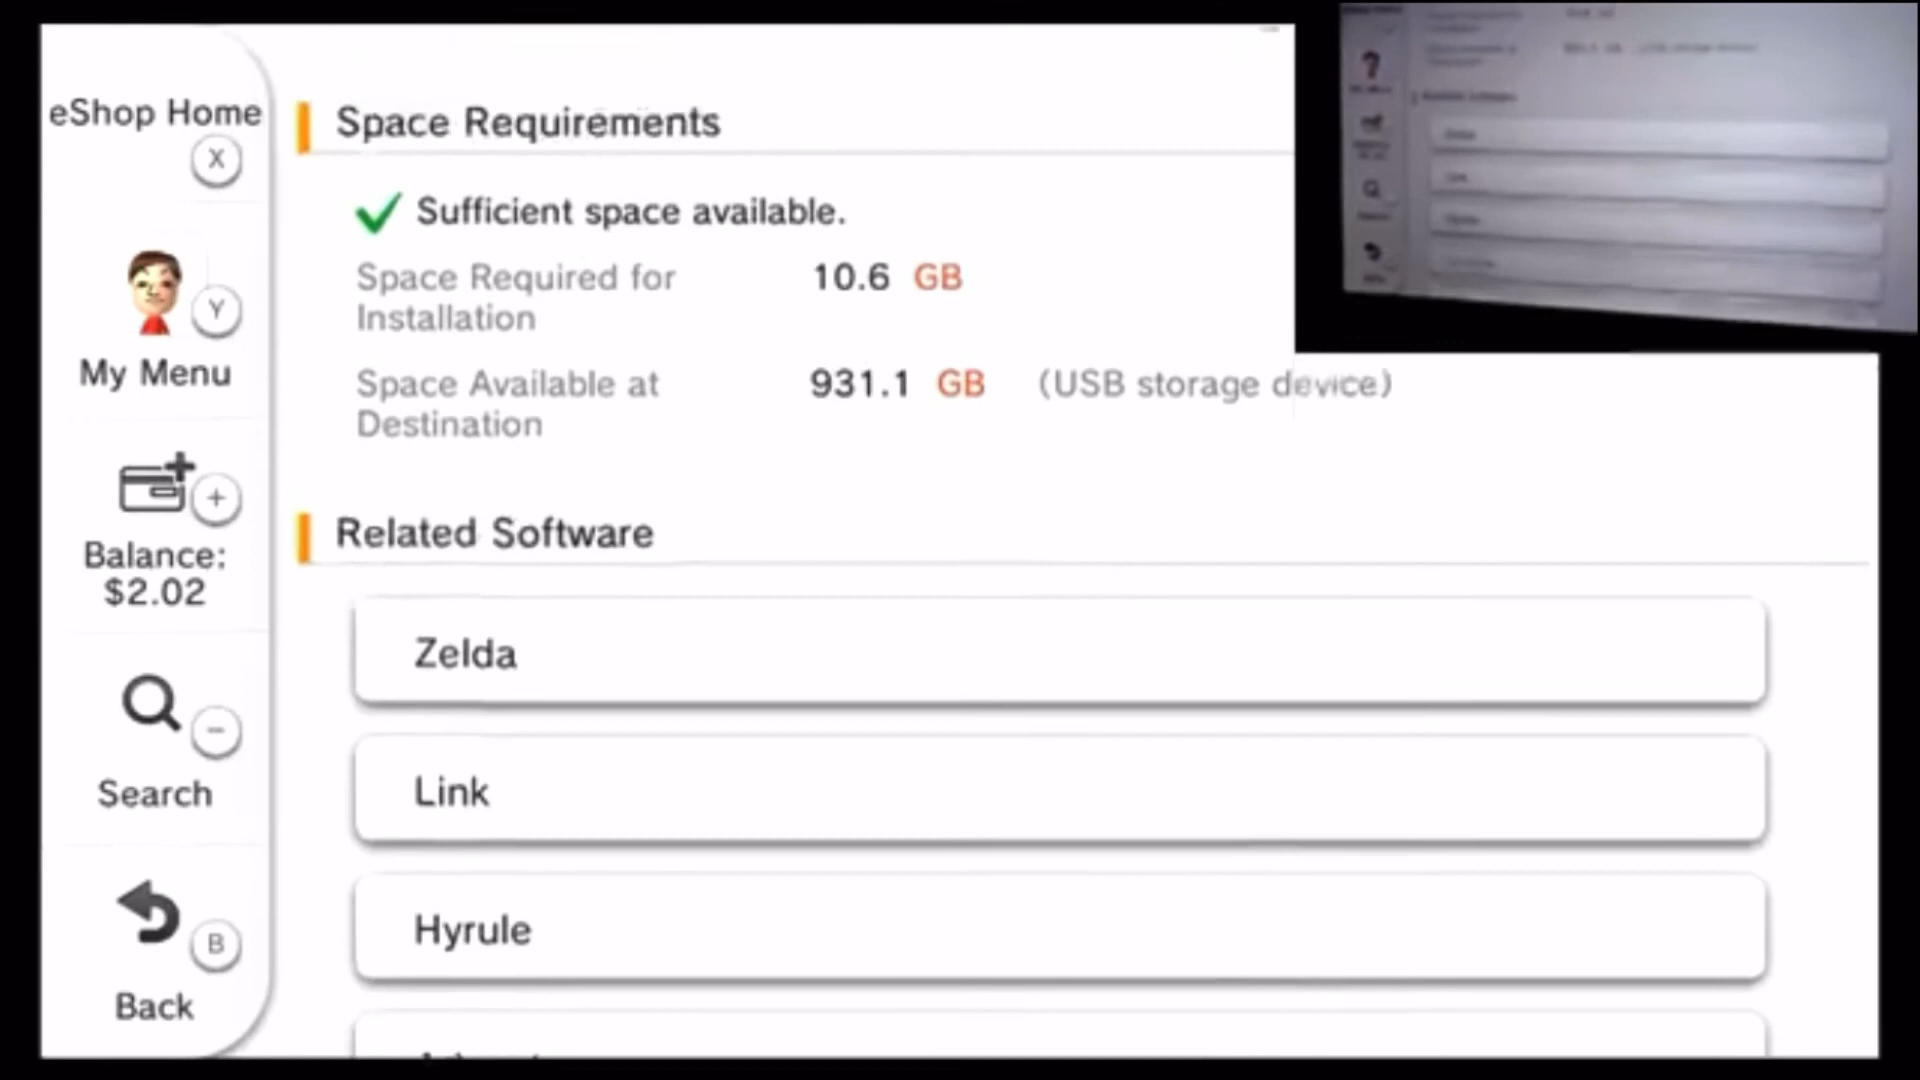 eShop Home
X
Y
My Menu
+
Balance:
$2.02
-
Search
B
Back
Space Requirements
Sufficient space available.
Space Required for
Installation
10.6 GB
Space Available at
Destination
931.1 GB (USB storage device)
Related Software
Zelda
Link
Hyrule